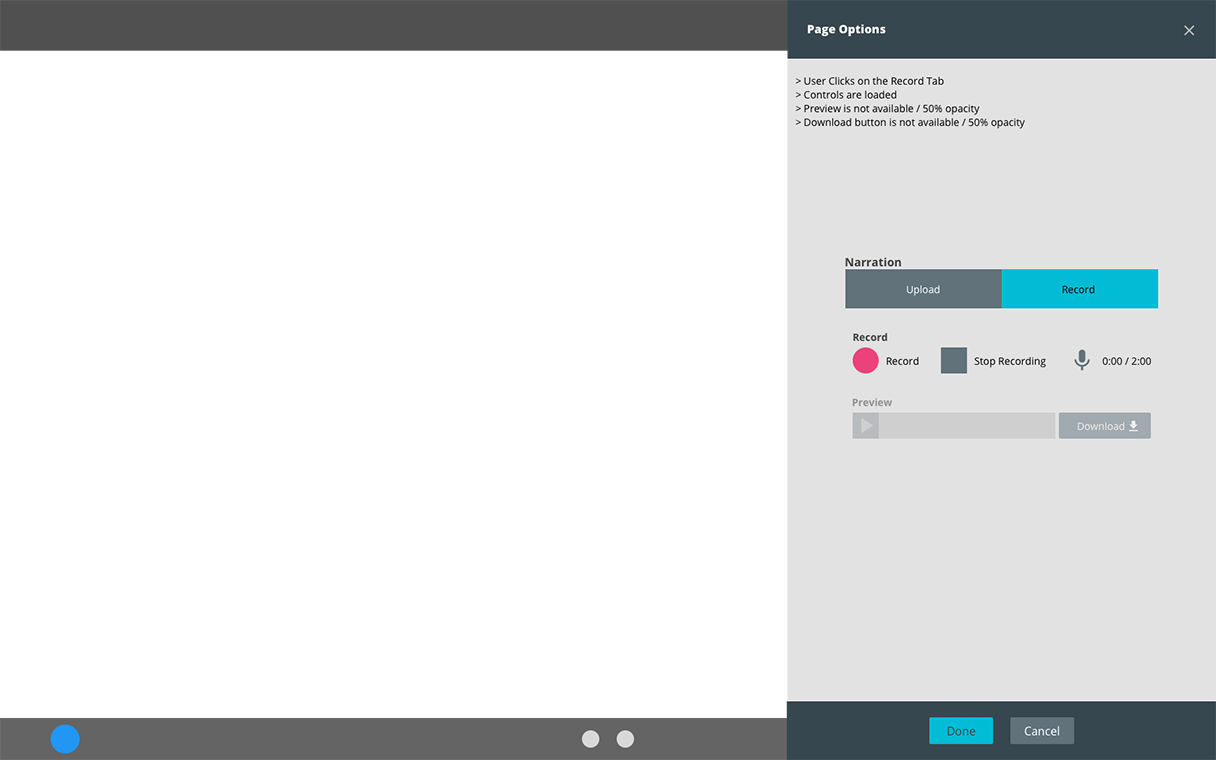 Page Options
> User Clicks on the Record Tab
> Controls are loaded
> Preview is not available / 50% opacity
> Download button is not available / 50% opacity
Narration
Upload Record
Record
Record Stop Recording 0:00 / 2:00
Preview
Download
Done Cancel